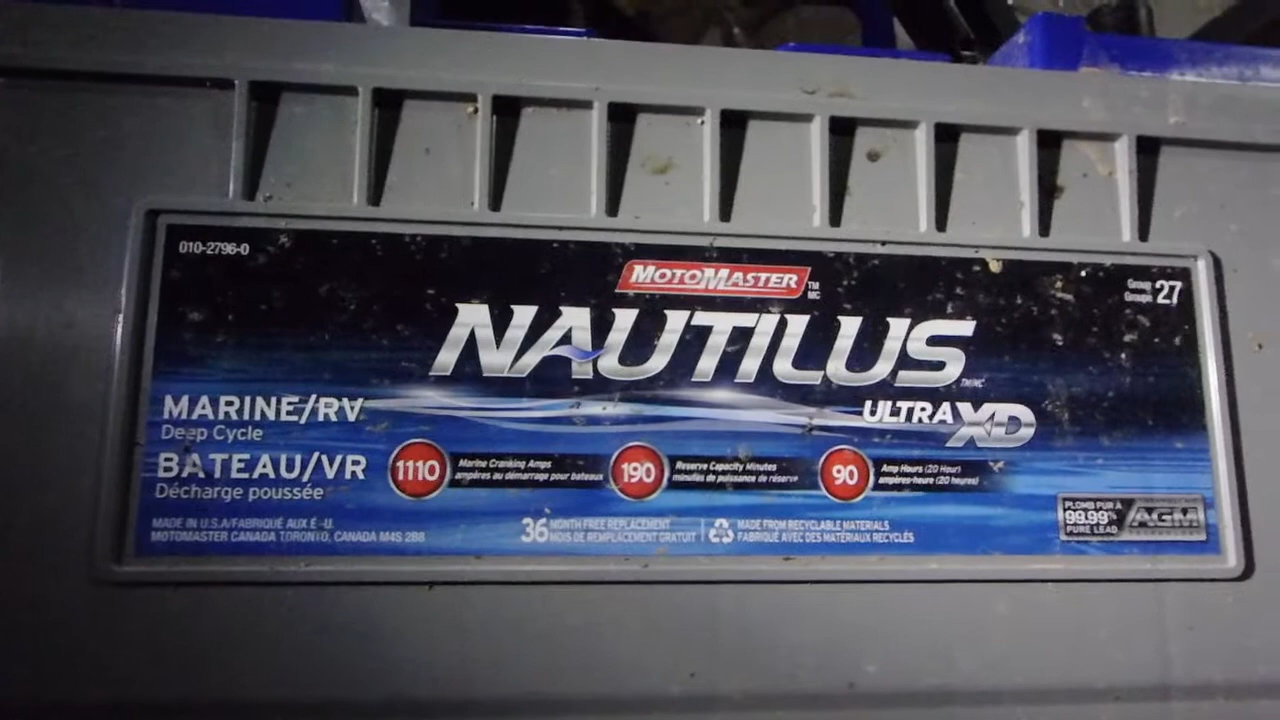 010-2796-0
MOTOMASTER TM MC
Group Groupe 27
NAUTILUS TM/MC
ULTRA XD
MARINE/RV
Deep Cycle
BATEAU/VR
Décharge poussée
1110 Marine Cranking Amps
ampères au démarrage pour bateaux
190 Reserve Capacity Minutes
minutes de puissance de réserve
90 Amp Hours (20 Hour)
ampères-heure (20 heures)
MADE IN U.S.A/FABRIQUÉ AUX É.-U.
MOTOMASTER CANADA TORONTO, CANADA M4S 2B8
36 MONTH FREE REPLACEMENT
MOIS DE REMPLACEMENT GRATUIT
MADE FROM RECYCLABLE MATERIALS
FABRIQUÉ AVEC DES MATÉRIAUX RECYCLÉS
PLOMB PUR À
99.99%
PURE LEAD
AGM